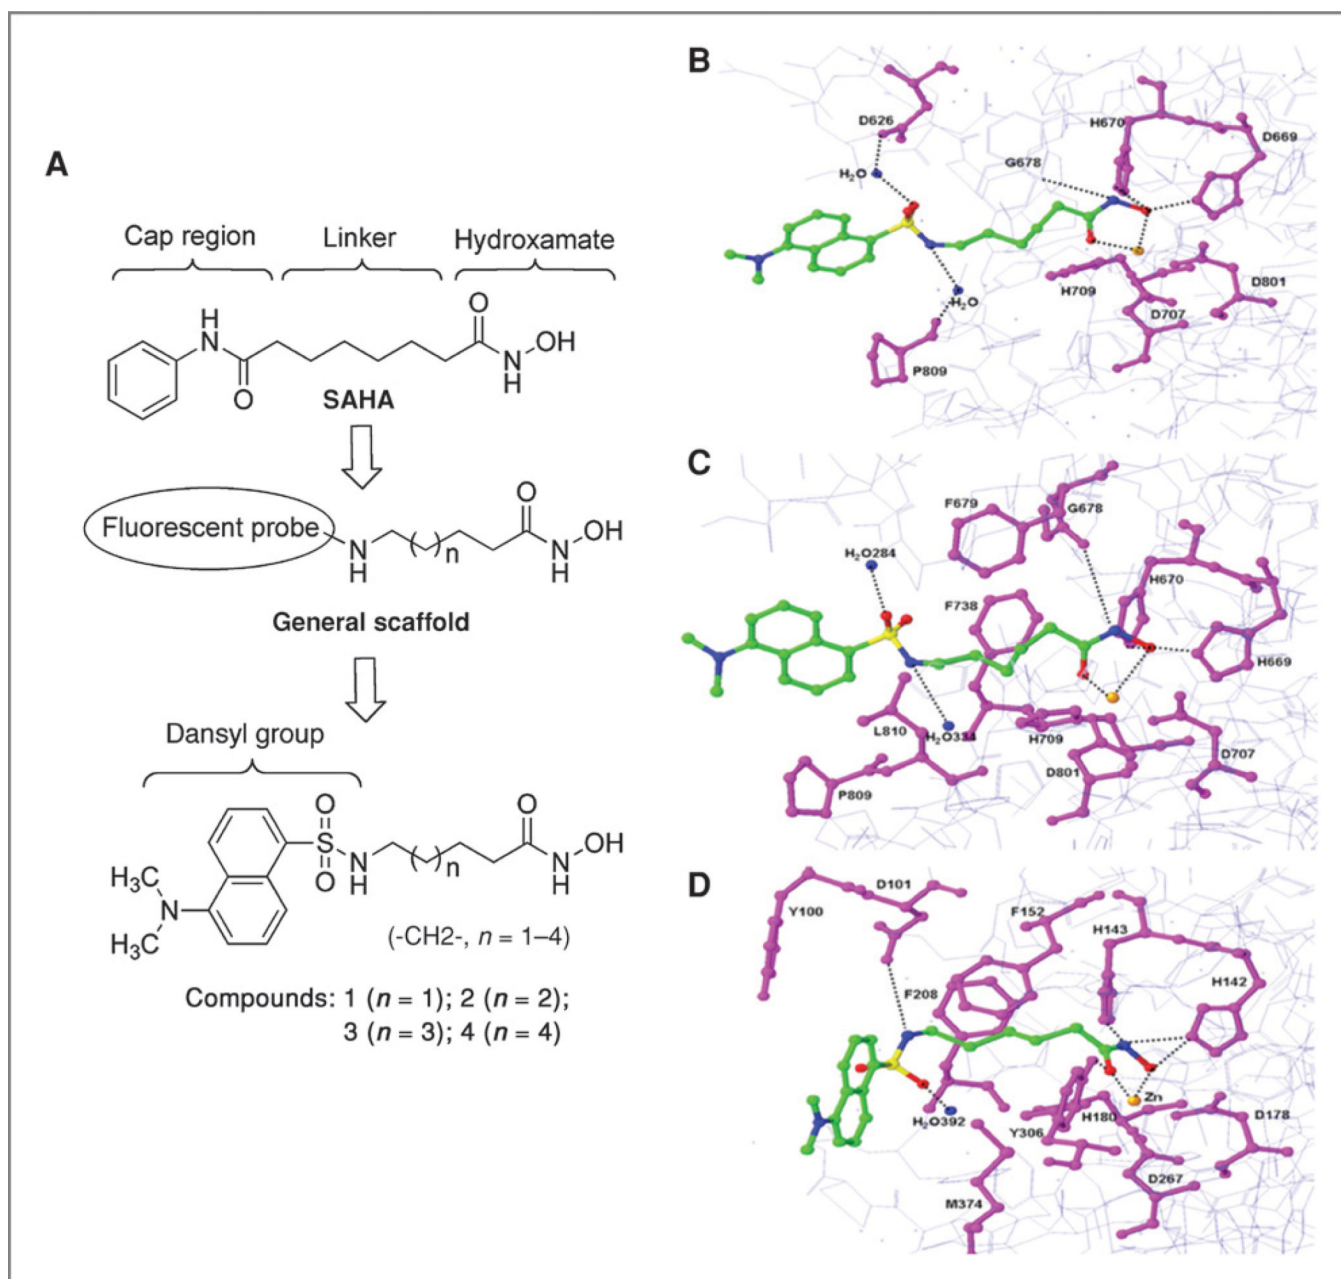 A
Cap region Linker Hydroxamate
H
N
O
O
N
H
OH
SAHA
Fluorescent probe
N
H
( )n
O
N
H
OH
General scaffold
Dansyl group
H3C
N
H3C
O
S
O
N
H
( )n
O
N
H
OH
(-CH2-, n = 1–4)
Compounds: 1 (n = 1); 2 (n = 2);
3 (n = 3); 4 (n = 4)
B
D626
H2O
G678
H670
D669
H2O
H709
D801
D707
P809
C
F679
G678
H2O284
H670
F738
H669
L810
H2O334
H709
D707
D801
P809
D
Y100
D101
F152
H143
H142
F208
Zn
H2O392
Y306
H180
D178
D267
M374